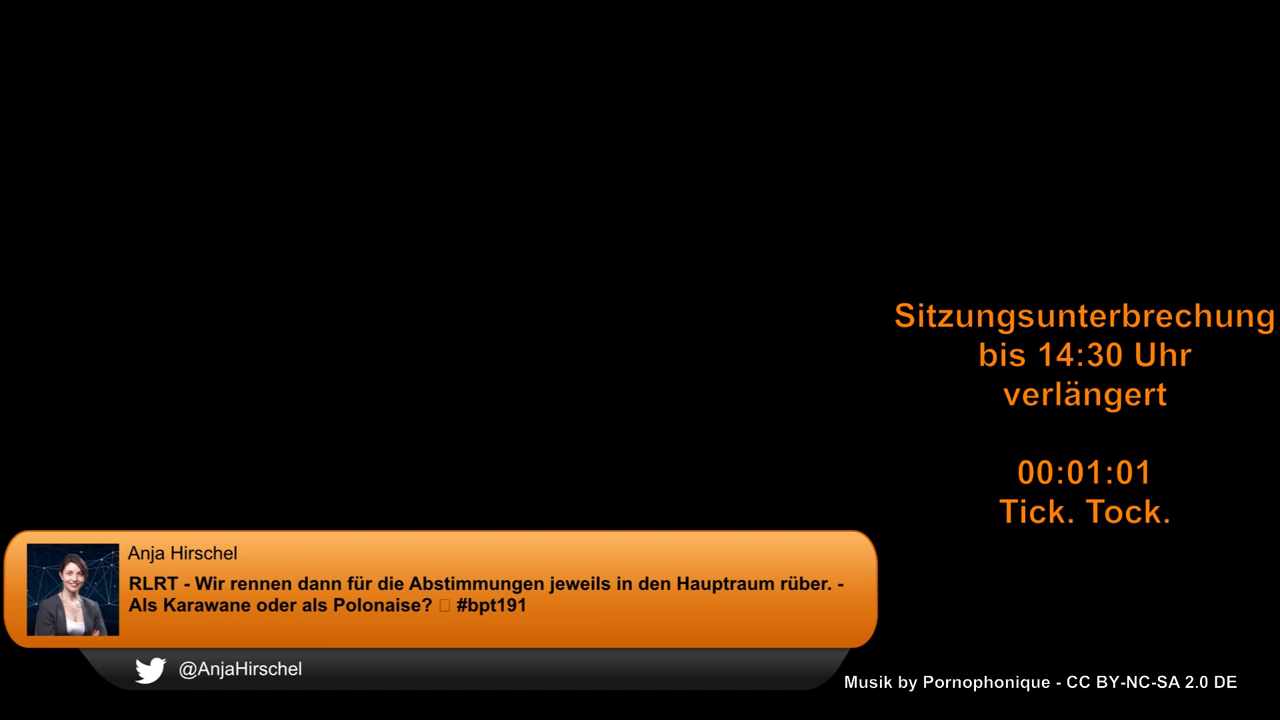 Sitzungsunterbrechung
bis 14:30 Uhr
verlängert
00:01:01
Tick. Tock.
Anja Hirschel
RLRT - Wir rennen dann für die Abstimmungen jeweils in den Hauptraum rüber. -
Als Karawane oder als Polonaise? #bpt191
@AnjaHirschel
Musik by Pornophonique - CC BY-NC-SA 2.0 DE